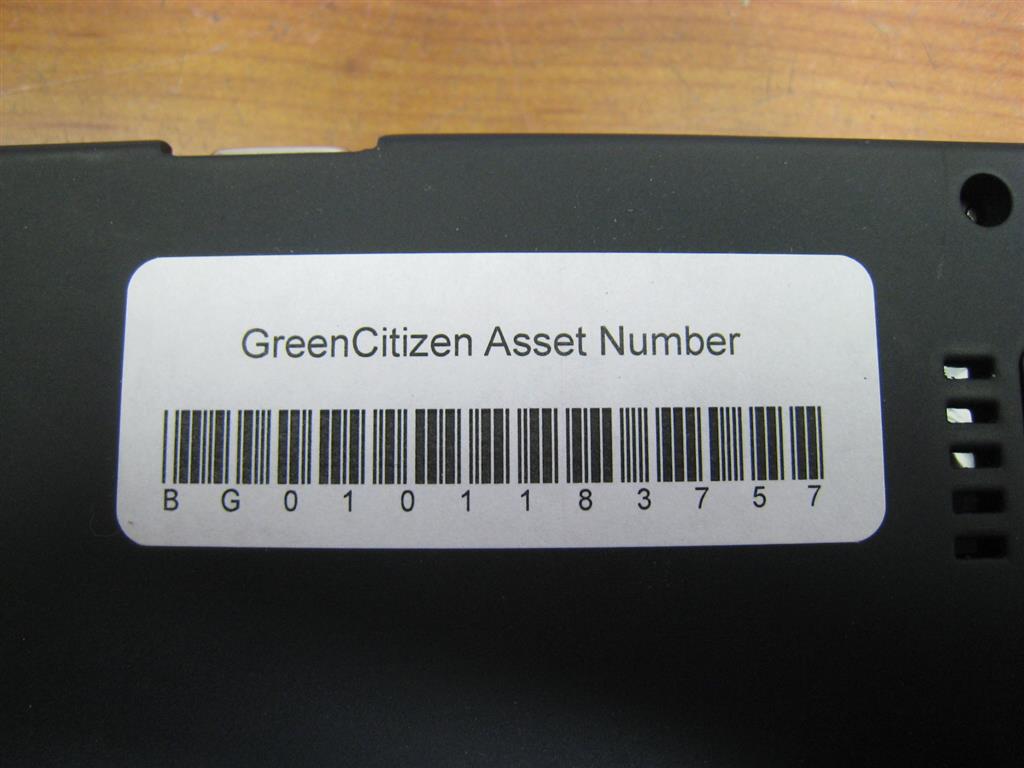 GreenCitizen Asset Number
B G 0 1 0 1 1 8 3 7 5 7